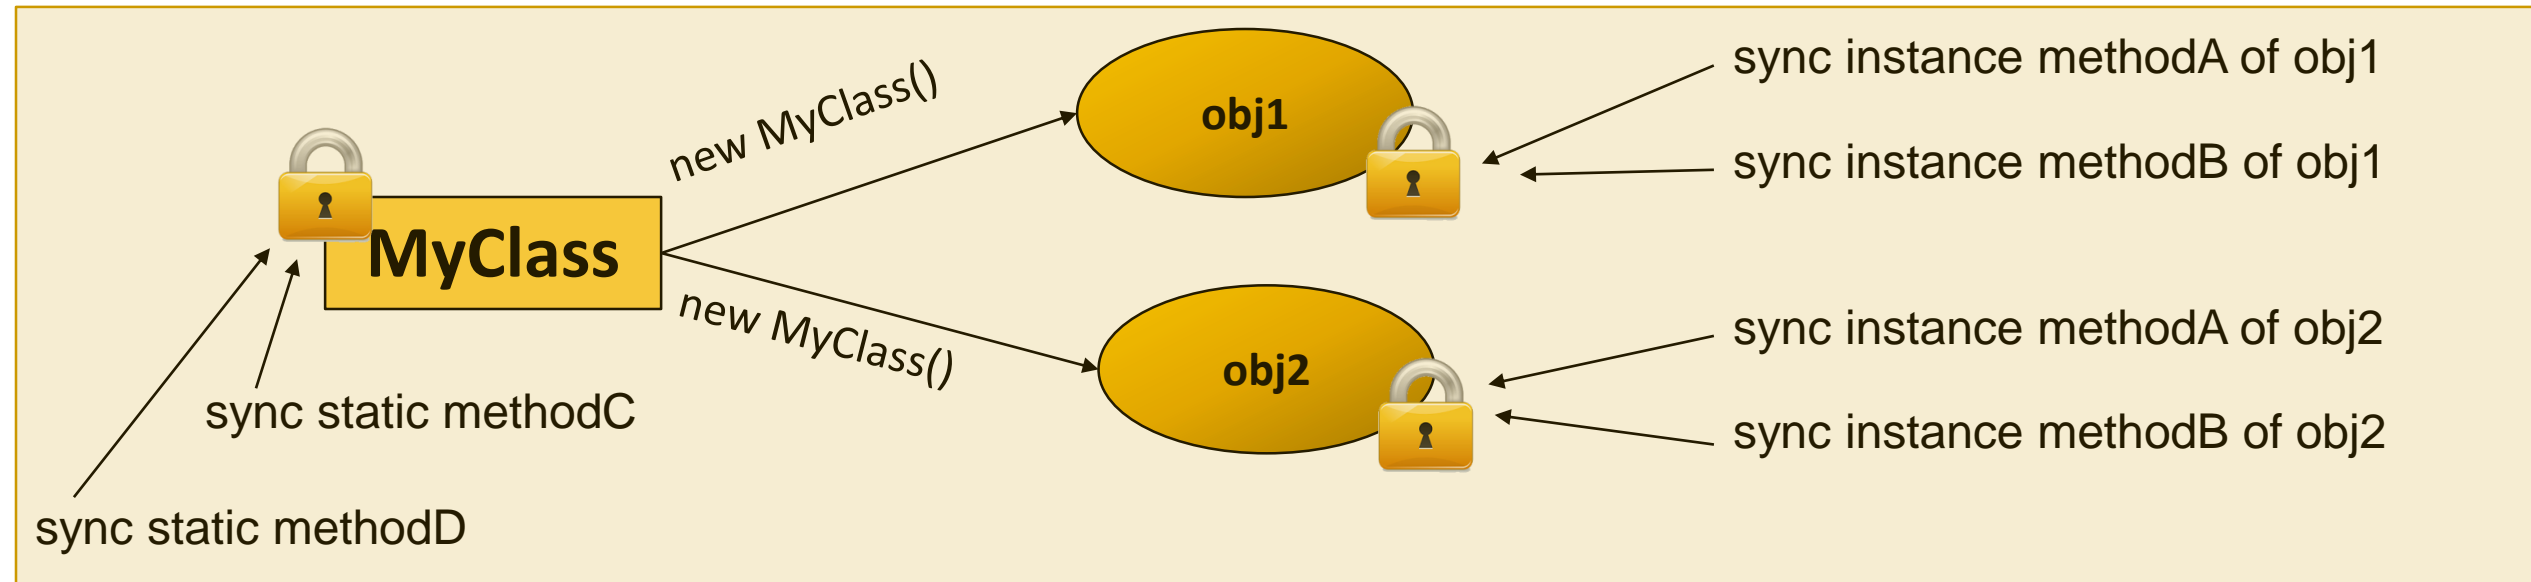 new MyClass()
obj1
sync instance methodA of obj1
sync instance methodB of obj1
MyClass
new MyClass()
obj2
sync instance methodA of obj2
sync instance methodB of obj2
sync static methodC
sync static methodD